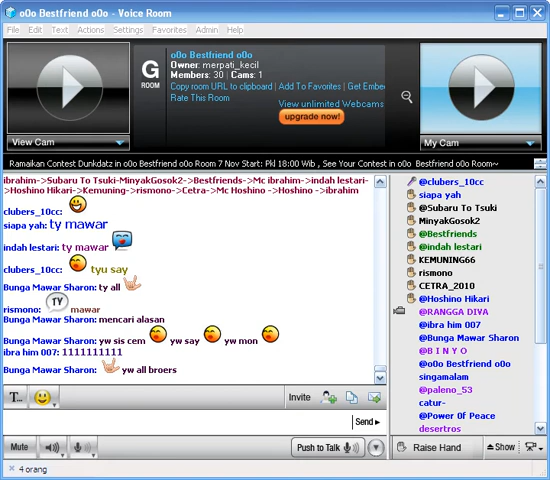 o0o Bestfriend o0o - Voice Room
File Edit Text Actions Settings Favorites Admin Help
G
ROOM
o0o Bestfriend o0o
Owner: merpati_kecil
Members: 30 | Cams: 1
Copy room URL to clipboard | Add To Favorites | Get Embe
Rate This Room
View unlimited Webcams
upgrade now!
View Cam
My Cam
Ramaikan Contest Dunkdatz in o0o Bestfriend o0o Room 7 Nov Start: Pkl 18:00 Wib , See Your Contest in o0o Bestfriend o0o Room~
ibrahim->Subaru To Tsuki-MinyakGosok2->Bestfriends->Mc ibrahim->indah lestari-
>Hoshino Hikari->Kemuning->rismono->Cetra->Mc Hoshino ->Hoshino ->ibrahim
clubers_10cc:
siapa yah: ty mawar
indah lestari: ty mawar
clubers_10cc: tyu say
Bunga Mawar Sharon: ty all
rismono: TY mawar
Bunga Mawar Sharon: mencari alasan
Bunga Mawar Sharon: yw sis cem yw say yw mon
ibra him 007: 1111111111
Bunga Mawar Sharon: yw all broers
@clubers_10cc
siapa yah
@Subaru To Tsuki
MinyakGosok2
@Bestfriends
@indah lestari
KEMUNING66
rismono
CETRA_2010
@Hoshino Hikari
@RANGGA DIVA
@ibra him 007
@Bunga Mawar Sharon
@B I N Y O
@o0o Bestfriend o0o
singamalam
@paleno_53
catur-
@Power 0f Peace
desertros
T...
Invite
Send
Mute
Push to Talk
Raise Hand
Show
4 orang